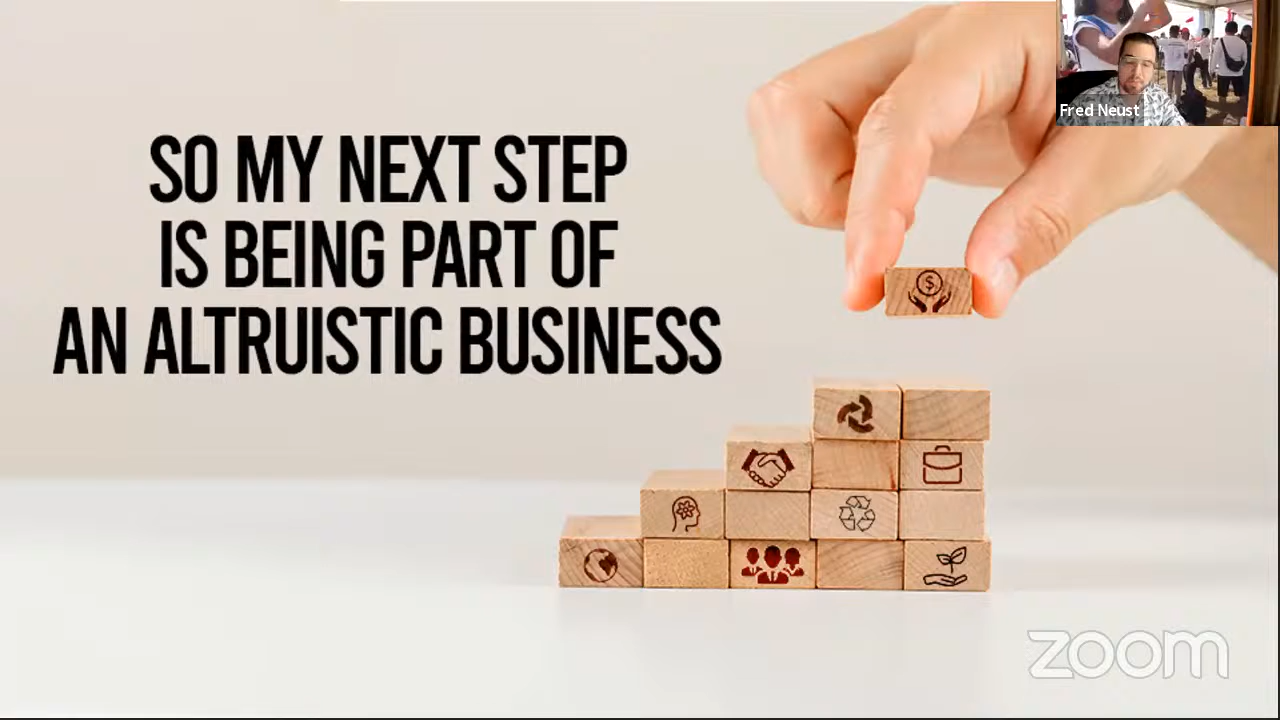 SO MY NEXT STEP
IS BEING PART OF
AN ALTRUISTIC BUSINESS
$
Fred Neust
zoom